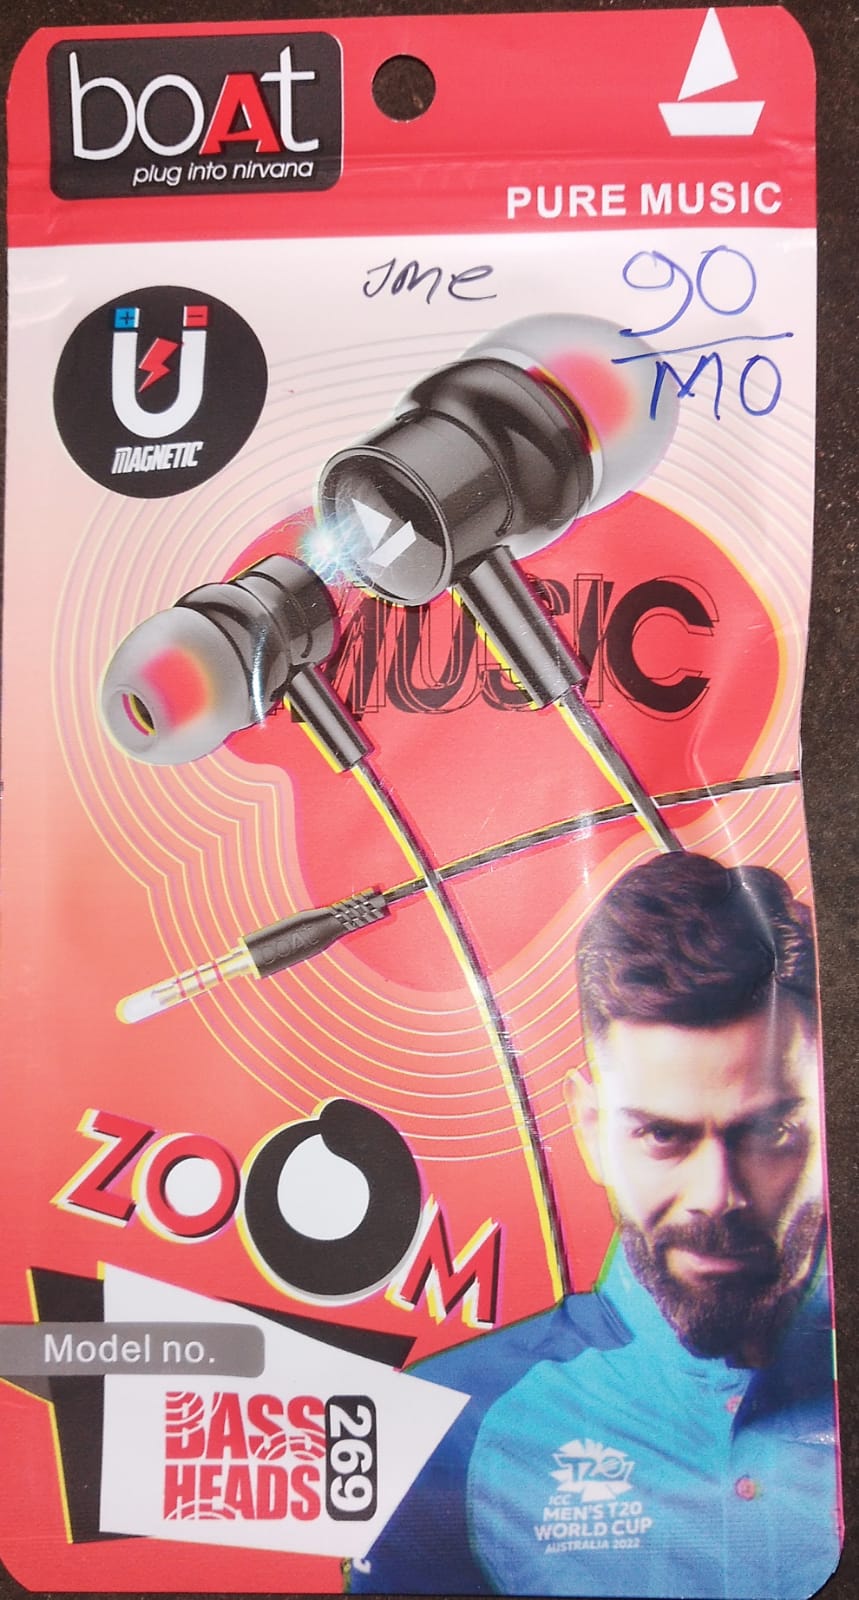 boAt
plug into nirvana
PURE MUSIC
90
MO
MAGNETIC
MUSIC
boAt
ZOOM
Model no.
BASS
HEADS
269
T20
ICC
MEN'S T20
WORLD CUP
AUSTRALIA 2022